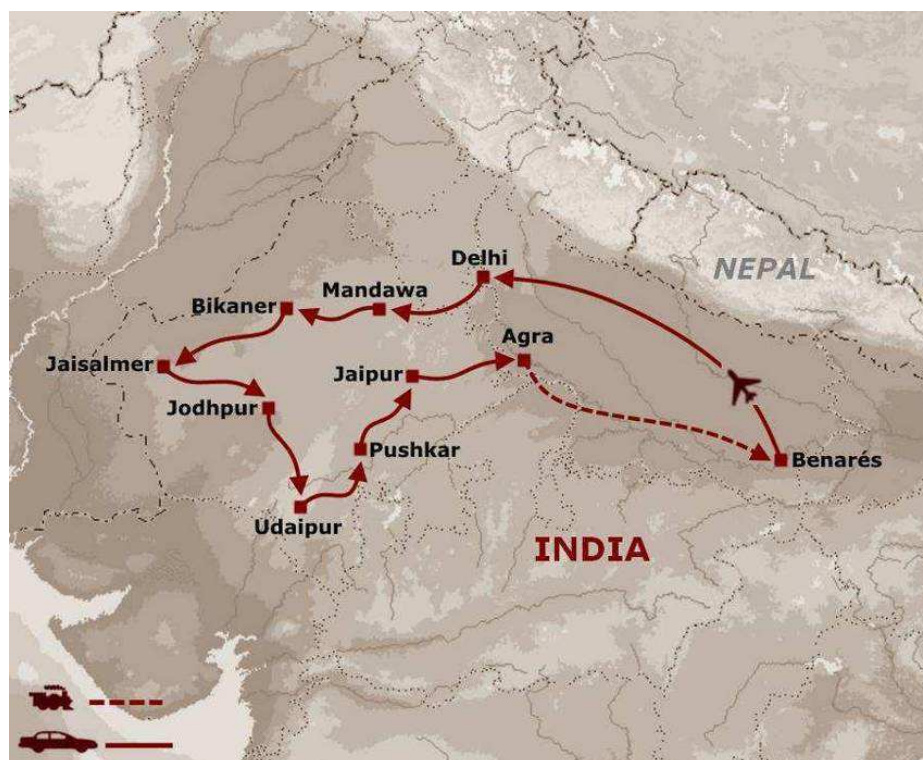 Delhi
NEPAL
Mandawa
Bikaner
Agra
Jaisalmer
Jaipur
Jodhpur
Pushkar
Benarés
Udaipur
INDIA